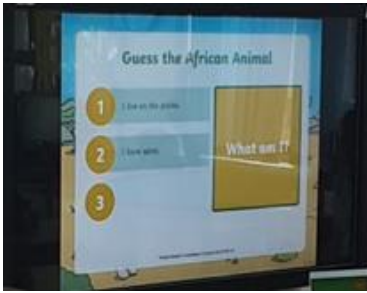 Guess the African Animal
1
I live on the plains.
2
I have spots.
What am I?
3